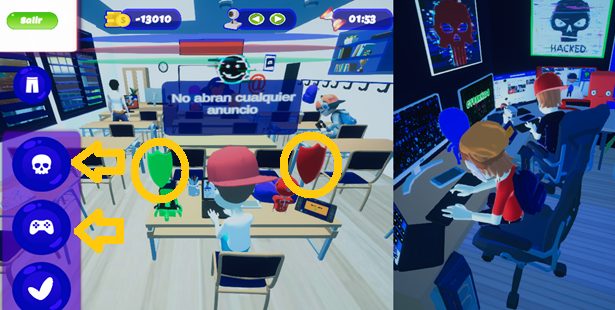 Salir
-13010
01:53
HACKED
No abran cualquier
anuncio